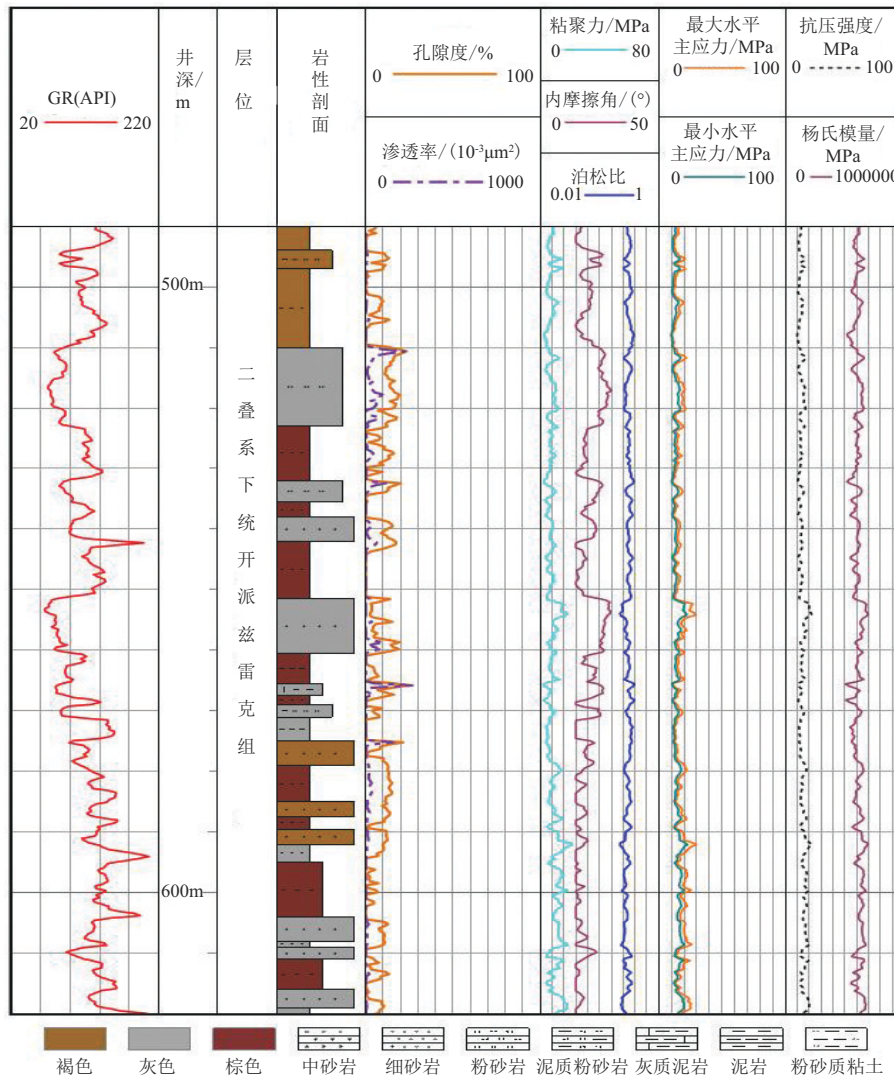 GR(API)
20 220
井
深/
m
层
位
岩
性
剖
面
孔隙度/%
0 100
渗透率/(10⁻³μm²)
0 1000
粘聚力/MPa
0 80
内摩擦角/(°)
0 50
泊松比
0.01 1
最大水平
主应力/MPa
0 100
最小水平
主应力/MPa
0 100
抗压强度/
MPa
0 100
杨氏模量/
MPa
0 1000000
500m
600m
二
叠
系
下
统
开
派
兹
雷
克
组
褐色 灰色 棕色 中砂岩 细砂岩 粉砂岩 泥质粉砂岩 灰质泥岩 泥岩 粉砂质粘土